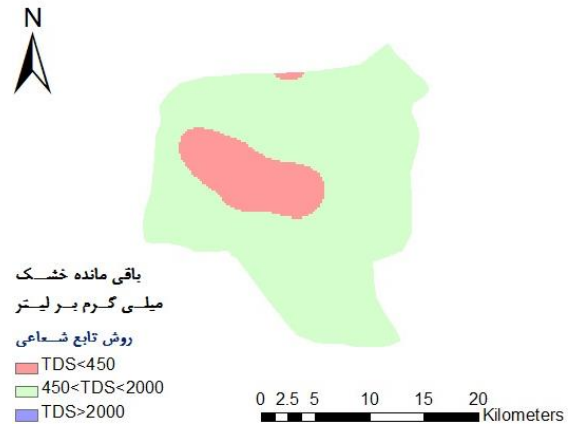 N
باقی مانده خشک
میلی گرم بر لیتر
روش تابع شعاعی
TDS<450
450<TDS<2000
TDS>2000
0 2.5 5 10 15 20
Kilometers